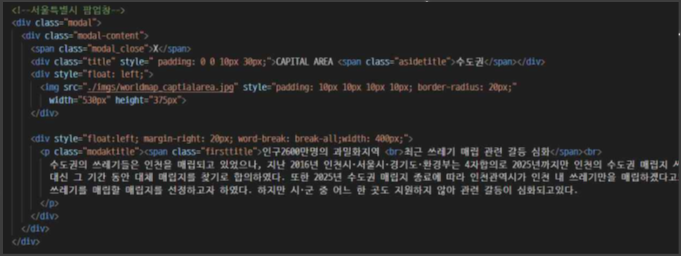 <!--서울특별시 팝업창-->
<div class="modal">
<div class="modal-content">
<span class="modal_close">X</span>
<div class="title" style=" padding: 0 0 10px 30px;">CAPITAL AREA <span class="asidetitle">수도권</span></div>
<div style="float: left;">
<img src="./imgs/worldmap_captialarea.jpg" style="padding: 10px 10px 10px 10px; border-radius: 20px;"
width="530px" height="375px">
</div>
<div style="float:left; margin-right: 20px; word-break: break-all;width: 400px;">
<p class="modaktitle"><span class="firsttitle">인구2600만명의 과밀화지역 <br>최근 쓰레기 매립 관련 갈등 심화</span><br>
수도권의 쓰레기들은 인천을 매립되고 있었으나, 지난 2016년 인천시·서울시·경기도·환경부는 4자합의로 2025년까지만 인천의 수도권 매립지 사
대신 그 기간 동안 대체 매립지를 찾기로 합의하였다. 또한 2025년 수도권 매립지 종료에 따라 인천광역시가 인천 내 쓰레기만을 매립하겠다고
쓰레기를 매립할 매립지를 선정하고자 하였다. 하지만 시·군 중 어느 한 곳도 지원하지 않아 관련 갈등이 심화되고있다.
</p>
</div>
</div>
</div>